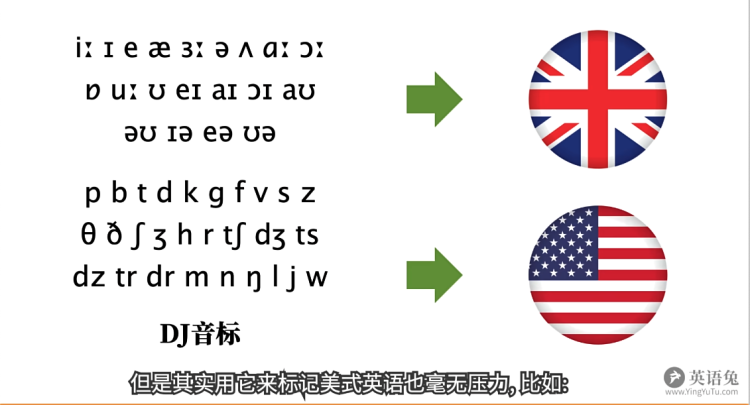 iː ɪ e æ ɜː ə ʌ ɑː ɔː
ɒ uː ʊ eɪ aɪ ɔɪ aʊ
əʊ ɪə eə ʊə
p b t d k ɡ f v s z
θ ð ʃ ʒ h r tʃ dʒ ts
dz tr dr m n ŋ l j w
DJ音标
但是其实用它来标记美式英语也毫无压力, 比如:
英语兔
www.YingYuTu.com